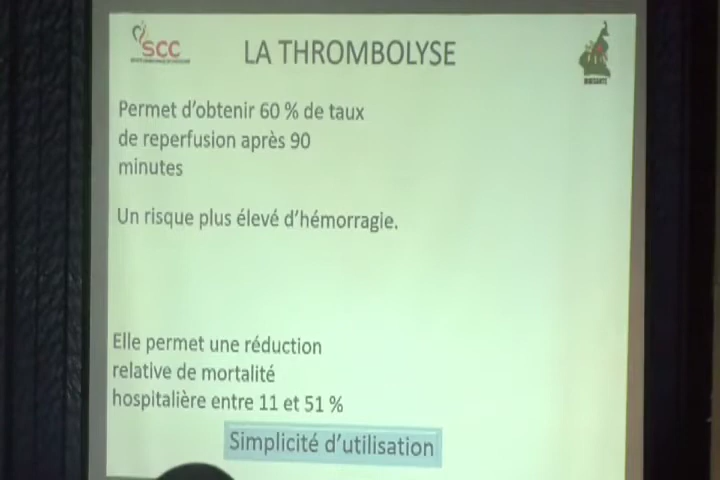 SCC
LA THROMBOLYSE
Permet d'obtenir 60 % de taux
de reperfusion après 90
minutes
Un risque plus élevé d'hémorragie.
Elle permet une réduction
relative de mortalité
hospitalière entre 11 et 51 %
Simplicité d'utilisation